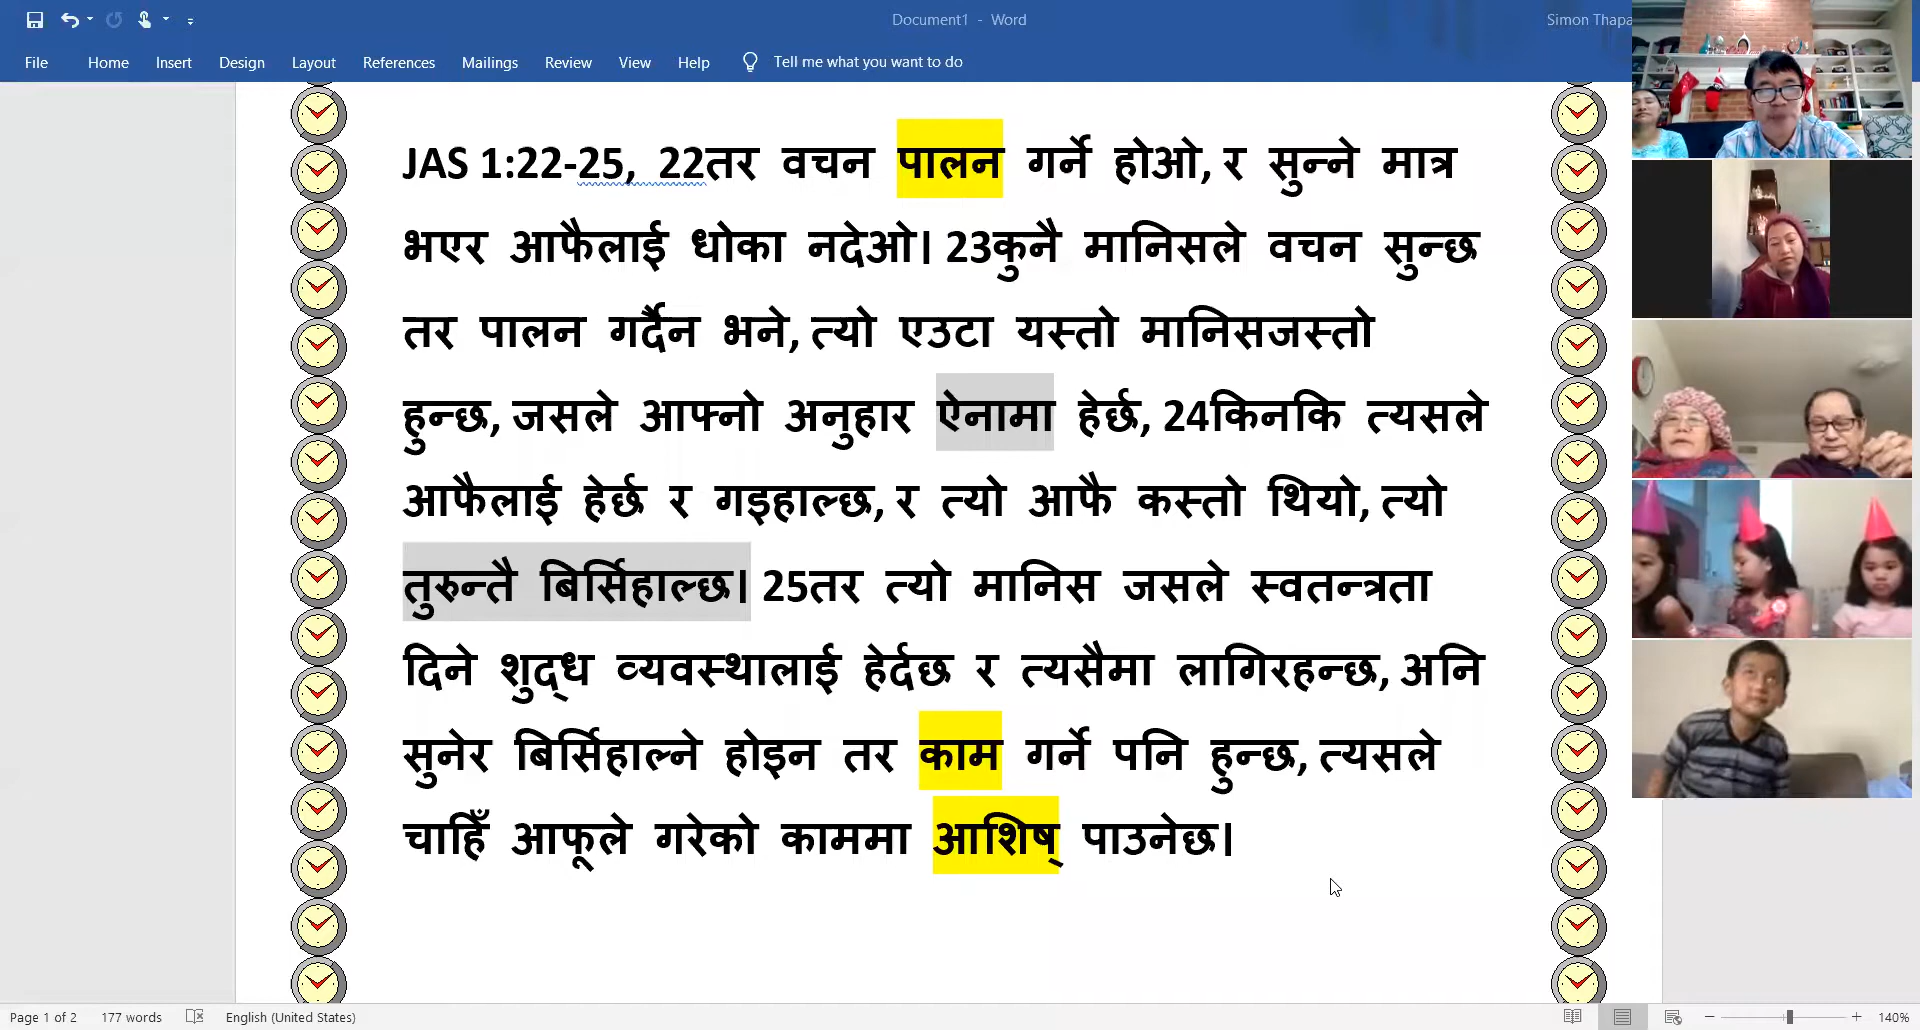 Document1 - Word
Simon Thapa
File Home Insert Design Layout References Mailings Review View Help Tell me what you want to do
JAS 1:22-25, 22तर वचन पालन गर्ने होओ, र सुन्ने मात्र
भएर आफैलाई धोका नदेओ। 23कुनै मानिसले वचन सुन्छ
तर पालन गर्दैन भने, त्यो एउटा यस्तो मानिसजस्तो
हुन्छ, जसले आफ्नो अनुहार ऐनामा हेर्छ, 24किनकि त्यसले
आफैलाई हेर्छ र गइहाल्छ, र त्यो आफै कस्तो थियो, त्यो
तुरुन्तै बिर्सिहाल्छ। 25तर त्यो मानिस जसले स्वतन्त्रता
दिने शुद्ध व्यवस्थालाई हेर्दछ र त्यसैमा लागिरहन्छ, अनि
सुनेर बिर्सिहाल्ने होइन तर काम गर्ने पनि हुन्छ, त्यसले
चाहिँ आफूले गरेको काममा आशिष् पाउनेछ।
Page 1 of 2 177 words English (United States) 140%